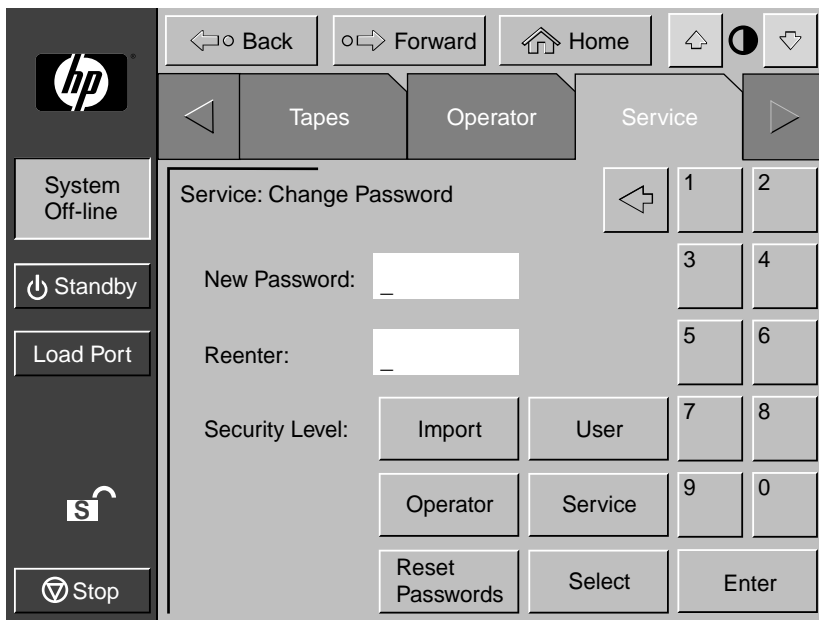 Back
Forward
Home
hp
Tapes
Operator
Service
System
Off-line
Standby
Load Port
S
Stop
Service: Change Password
New Password: _
Reenter: _
Security Level:
Import
User
Operator
Service
Reset
Passwords
Select
1
2
3
4
5
6
7
8
9
0
Enter